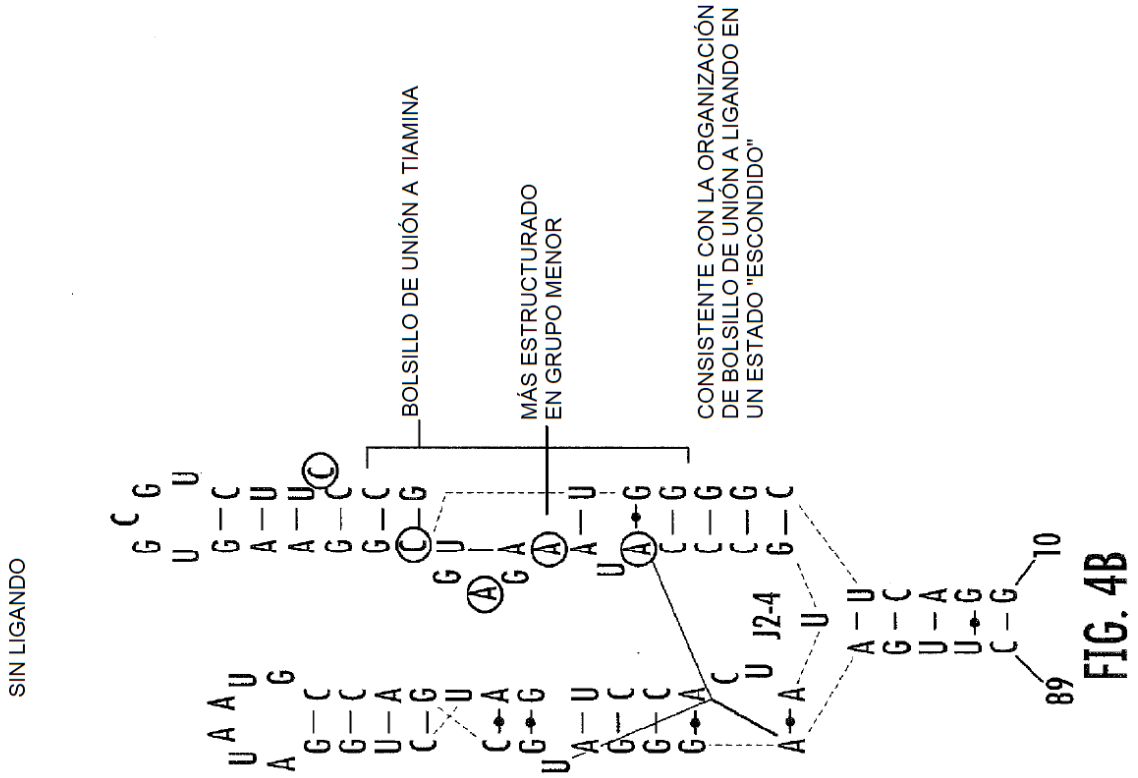 SIN LIGANDO
C
G G
U U
G – C
A – U
A – U
C
G – C
G – C
C – G
BOLSILLO DE UNIÓN A TIAMINA
U
G
A
G A
A
A – U
U
A • G
C – G
C – G
C – G
G – C
MÁS ESTRUCTURADO
EN GRUPO MENOR
CONSISTENTE CON LA ORGANIZACIÓN
DE BOLSILLO DE UNIÓN A LIGANDO EN
UN ESTADO "ESCONDIDO"
U A A U
A G
G – C
G – C
U – A
C – G
U
C • A
G • G
U
A – U
G – C
G – C
G • A
C
U
A • A
J2-4
U
A – U
G – C
U – A
U • G
C – G
89 10
FIG. 4B